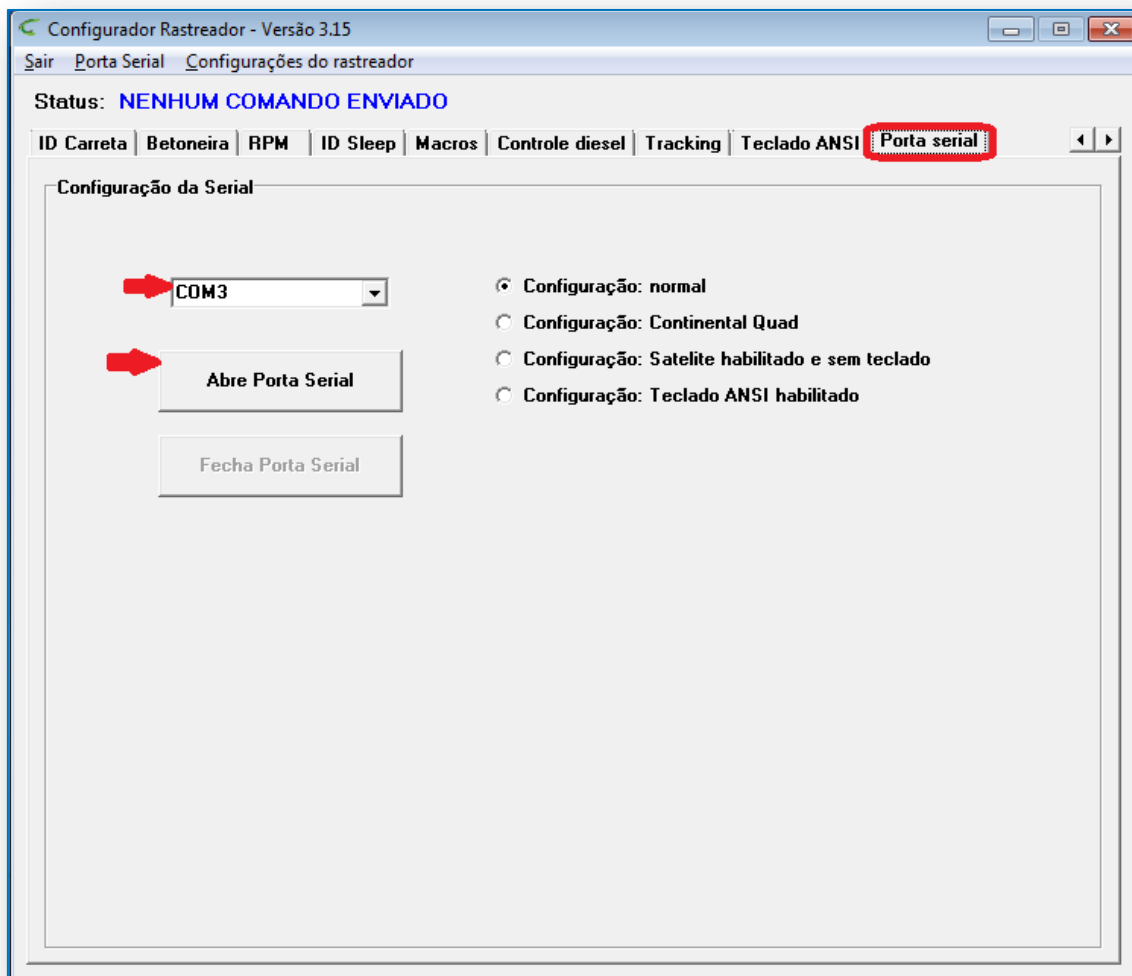 Configurador Rastreador - Versão 3.15
Sair Porta Serial Configurações do rastreador
Status: NENHUM COMANDO ENVIADO
ID Carreta Betoneira RPM ID Sleep Macros Controle diesel Tracking Teclado ANSI Porta serial
Configuração da Serial
COM3
Configuração: normal
Configuração: Continental Quad
Abre Porta Serial
Configuração: Satelite habilitado e sem teclado
Configuração: Teclado ANSI habilitado
Fecha Porta Serial